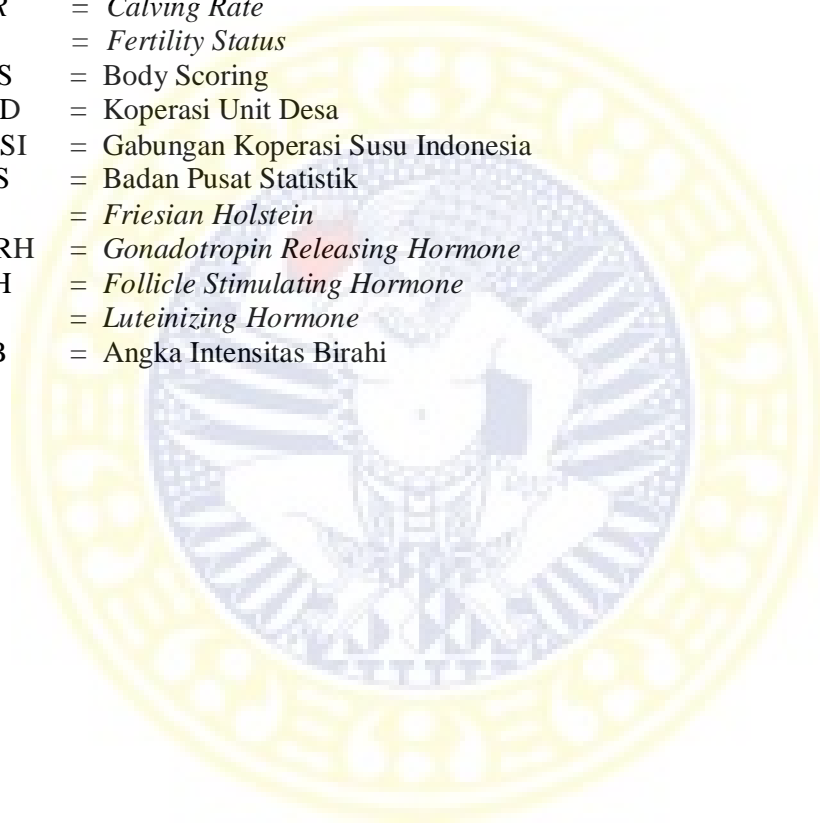 R = Calving Rate
= Fertility Status
S = Body Scoring
D = Koperasi Unit Desa
SI = Gabungan Koperasi Susu Indonesia
S = Badan Pusat Statistik
= Friesian Holstein
RH = Gonadotropin Releasing Hormone
H = Follicle Stimulating Hormone
= Luteinizing Hormone
B = Angka Intensitas Birahi